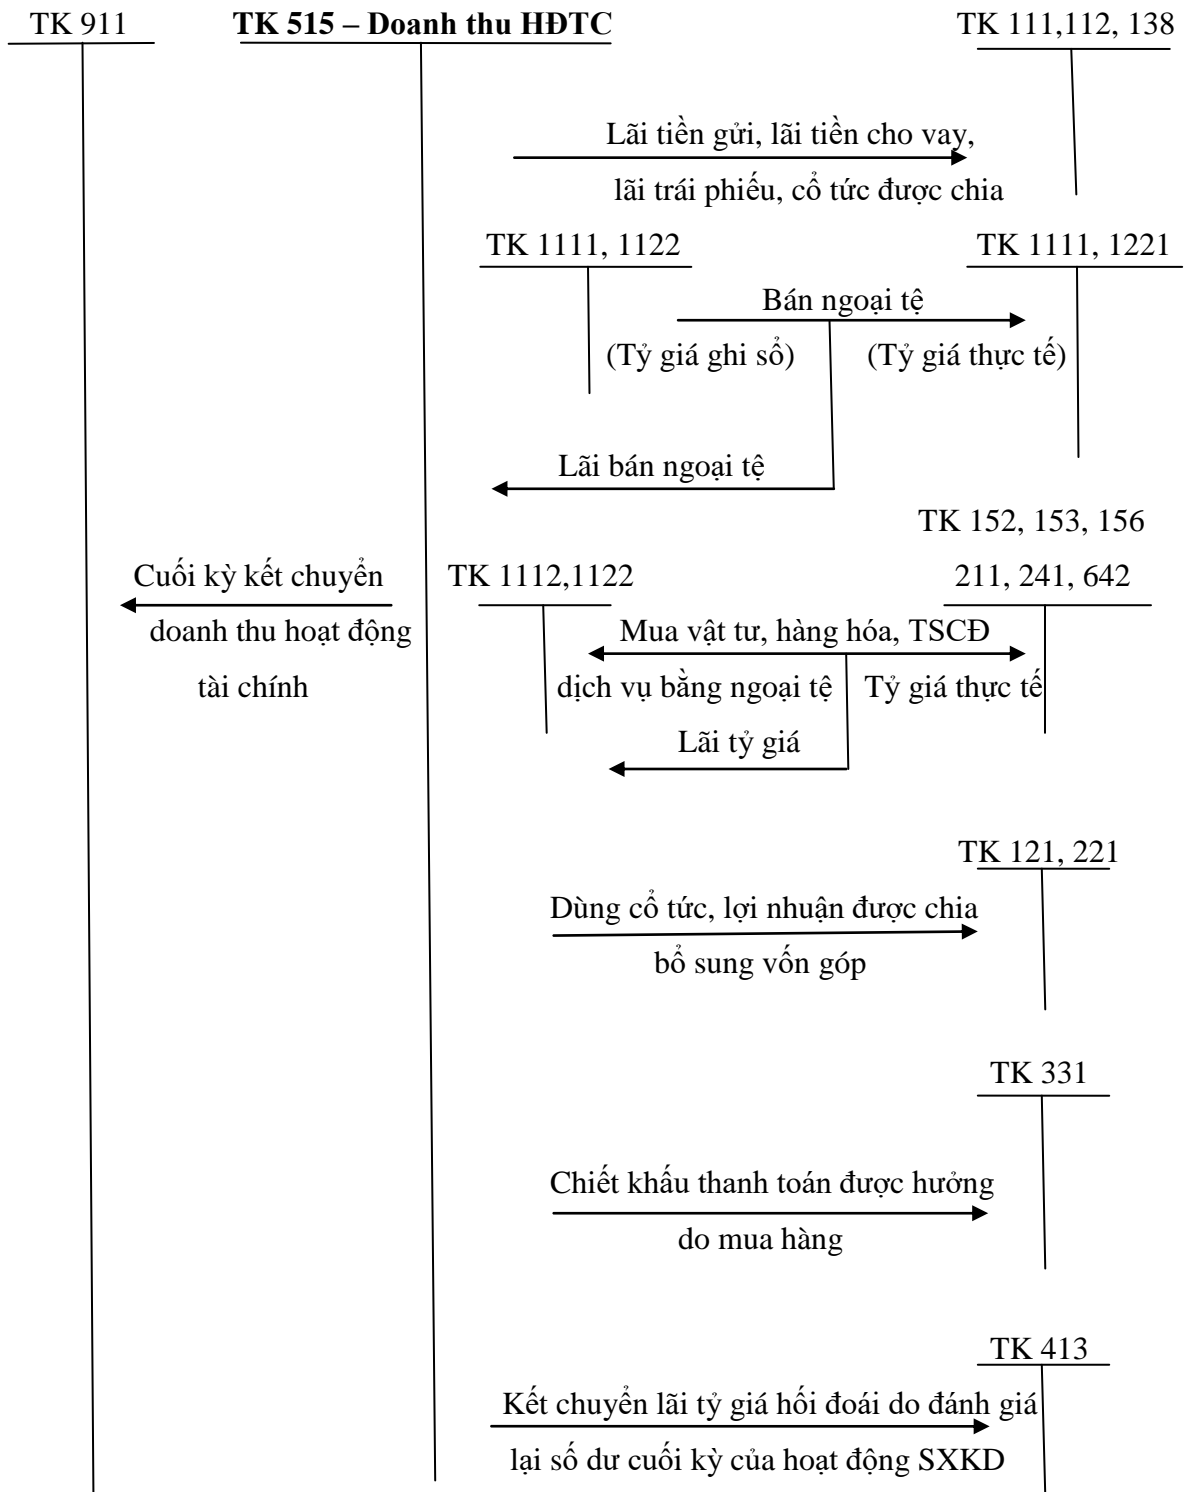 TK 911 TK 515 – Doanh thu HĐTC TK 111,112, 138
Lãi tiền gửi, lãi tiền cho vay,
lãi trái phiếu, cổ tức được chia
TK 1111, 1122 TK 1111, 1221
Bán ngoại tệ
(Tỷ giá ghi sổ) (Tỷ giá thực tế)
Lãi bán ngoại tệ
TK 152, 153, 156
Cuối kỳ kết chuyển TK 1112,1122 211, 241, 642
doanh thu hoạt động Mua vật tư, hàng hóa, TSCĐ
tài chính dịch vụ bằng ngoại tệ Tỷ giá thực tế
Lãi tỷ giá
TK 121, 221
Dùng cổ tức, lợi nhuận được chia
bổ sung vốn góp
TK 331
Chiết khấu thanh toán được hưởng
do mua hàng
TK 413
Kết chuyển lãi tỷ giá hối đoái do đánh giá
lại số dư cuối kỳ của hoạt động SXKD